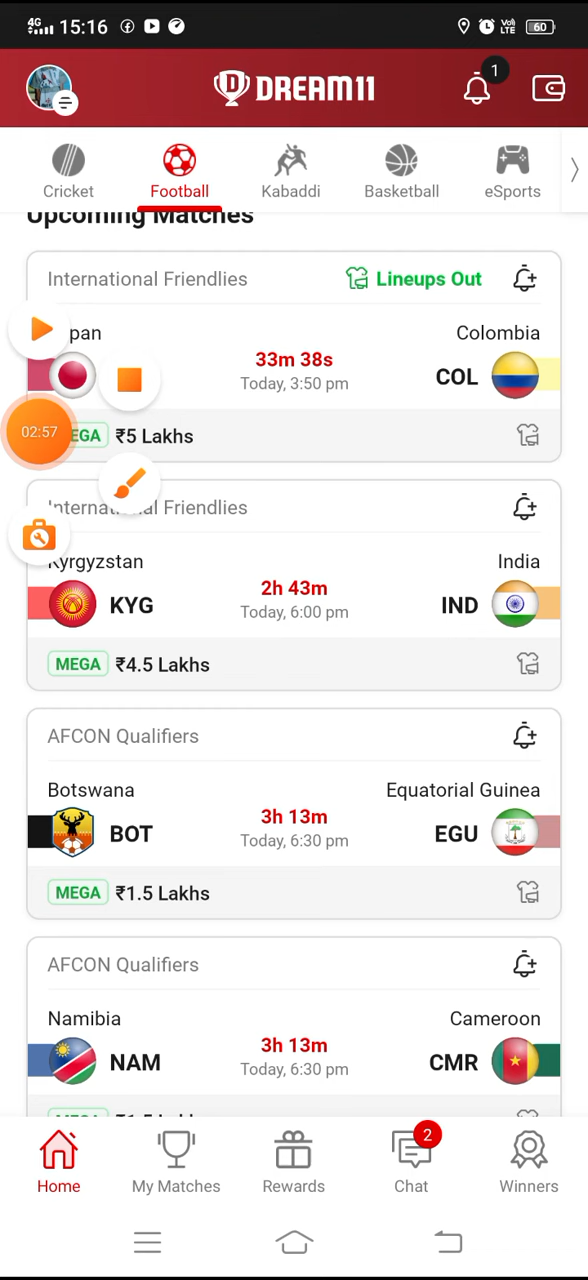 4G 15:16 Vol LTE 60
1
DREAM11
Cricket Football Kabaddi Basketball eSports
Upcoming Matches
International Friendlies Lineups Out
pan Colombia
33m 38s
COL
Today, 3:50 pm
02:57 EGA ₹5 Lakhs
International Friendlies
Kyrgyzstan India
2h 43m
KYG IND
Today, 6:00 pm
MEGA ₹4.5 Lakhs
AFCON Qualifiers
Botswana Equatorial Guinea
3h 13m
BOT EGU
Today, 6:30 pm
MEGA ₹1.5 Lakhs
AFCON Qualifiers
Namibia Cameroon
3h 13m
NAM CMR
Today, 6:30 pm
2
Home My Matches Rewards Chat Winners